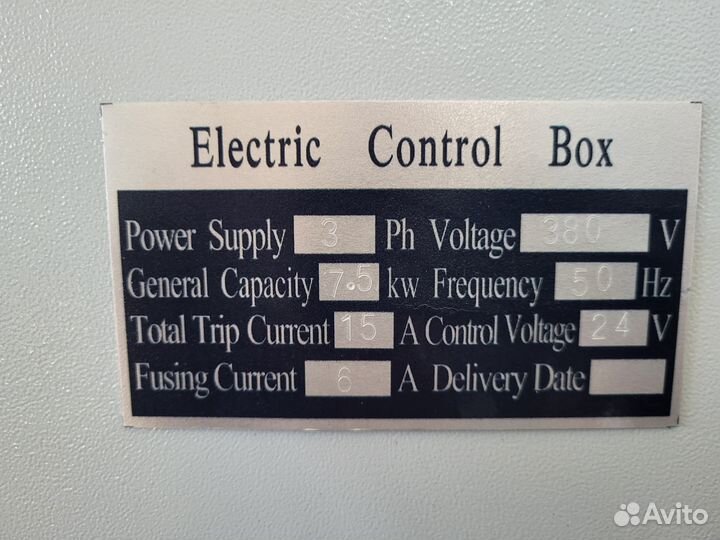 Electric Control Box
Power Supply 3 Ph Voltage 380 V
General Capacity 7.5 kw Frequency 50 Hz
Total Trip Current 15 A Control Voltage 24 V
Fusing Current 6 A Delivery Date
Avito